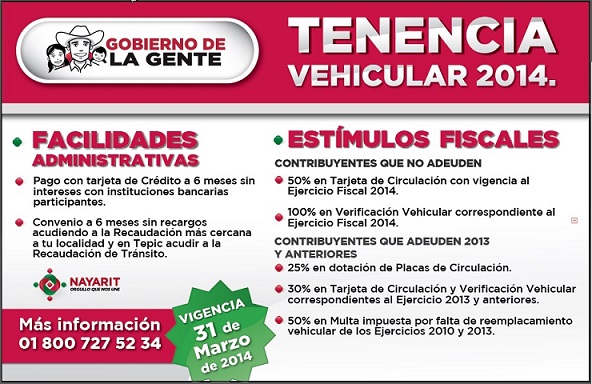 GOBIERNO DE
LA GENTE
TENENCIA
VEHICULAR 2014.
FACILIDADES
ADMINISTRATIVAS
Pago con tarjeta de Crédito a 6 meses sin
intereses con instituciones bancarias
participantes.
Convenio a 6 meses sin recargos
acudiendo a la Recaudación más cercana
a tu localidad y en Tepic acudir a la
Recaudación de Tránsito.
NAYARIT
ORGULLO QUE NOS UNE
Más información
01 800 727 52 34
VIGENCIA
31 de
Marzo
de 2014
ESTÍMULOS FISCALES
CONTRIBUYENTES QUE NO ADEUDEN
50% en Tarjeta de Circulación con vigencia al
Ejercicio Fiscal 2014.
100% en Verificación Vehicular correspondiente al
Ejercicio Fiscal 2014.
CONTRIBUYENTES QUE ADEUDEN 2013
Y ANTERIORES
25% en dotación de Placas de Circulación.
30% en Tarjeta de Circulación y Verificación Vehicular
correspondientes al Ejercicio 2013 y anteriores.
50% en Multa impuesta por falta de reemplacamiento
vehicular de los Ejercicios 2010 y 2013.